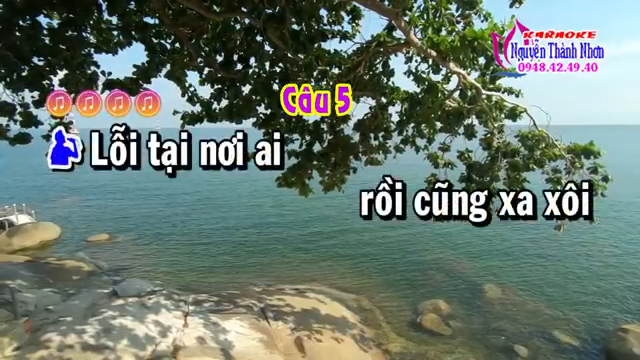 KARAOKE
Nguyễn Thành Nhơn
0948.42.49.40
Câu 5
Lỗi tại nơi ai
rồi cũng xa xôi